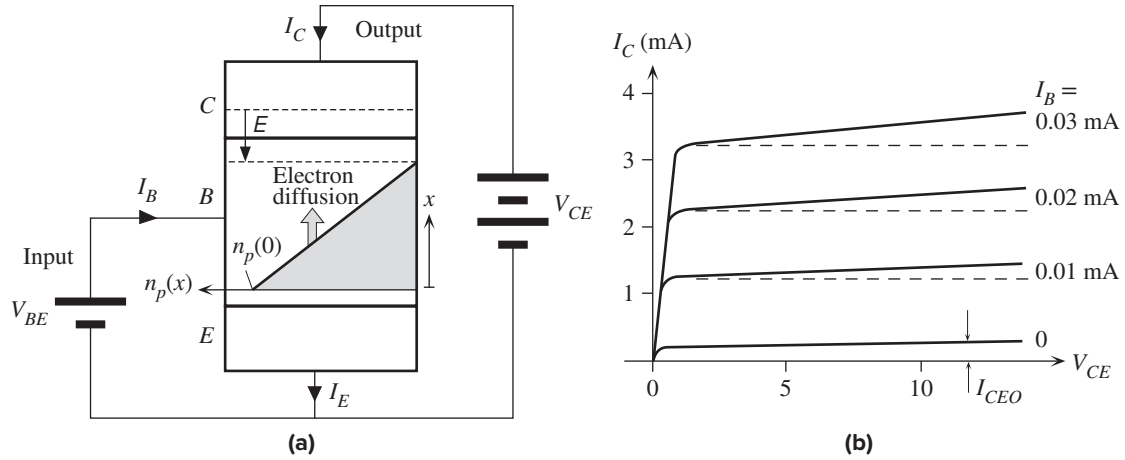 I_C
Output
C
E
Electron
diffusion
I_B
B
x
V_CE
n_p(0)
Input
n_p(x)
V_BE
E
I_E
(a)
I_C (mA)
4
3
2
1
I_B =
0.03 mA
0.02 mA
0.01 mA
0
0
5
10
V_CE
I_CEO
(b)